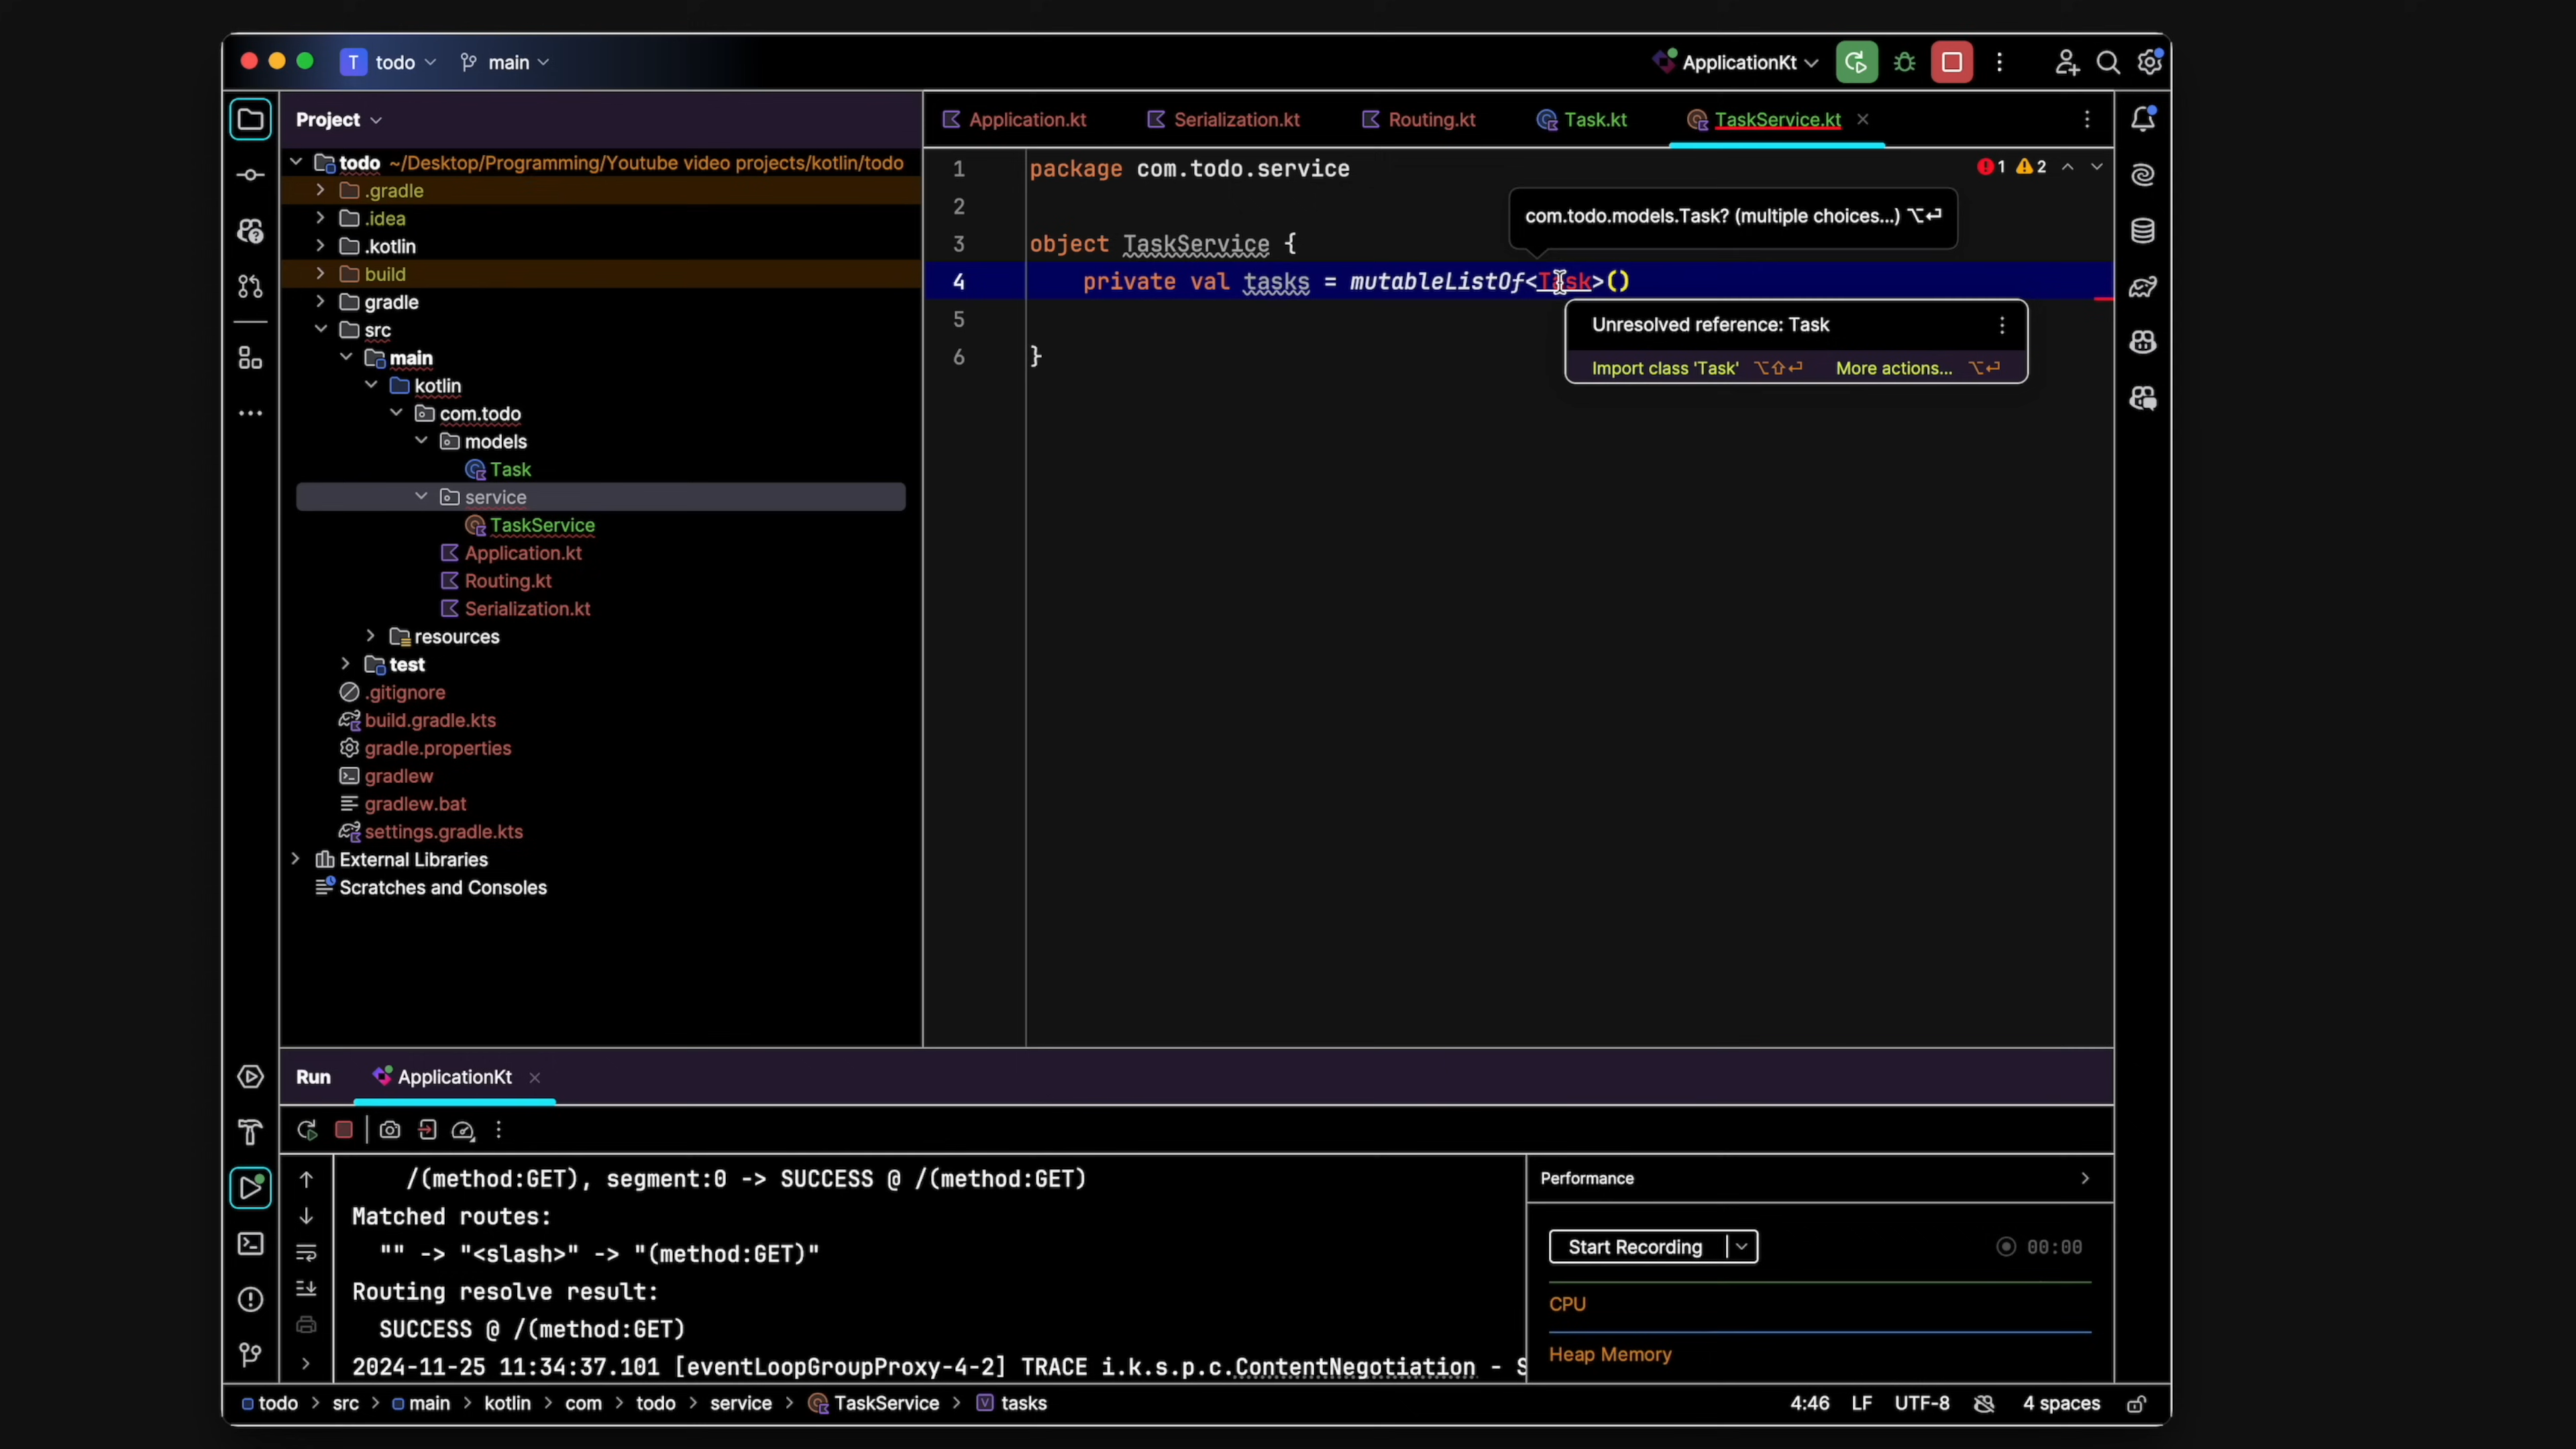 T todo main ApplicationKt
Project
Application.kt Serialization.kt Routing.kt Task.kt TaskService.kt
todo ~/Desktop/Programming/Youtube video projects/kotlin/todo
.gradle
.idea
.kotlin
build
gradle
src
main
kotlin
com.todo
models
Task
service
TaskService
Application.kt
Routing.kt
Serialization.kt
resources
test
.gitignore
build.gradle.kts
gradle.properties
gradlew
gradlew.bat
settings.gradle.kts
External Libraries
Scratches and Consoles
1 package com.todo.service
1 2
2
com.todo.models.Task? (multiple choices...) ⌥⏎
3 object TaskService {
4 private val tasks = mutableListOf<Task>()
5
6 }
Unresolved reference: Task
Import class 'Task' ⌥⇧⏎ More actions... ⌥⏎
Run ApplicationKt
/(method:GET), segment:0 -> SUCCESS @ /(method:GET)
Matched routes:
"" -> "<slash>" -> "(method:GET)"
Routing resolve result:
SUCCESS @ /(method:GET)
2024-11-25 11:34:37.101 [eventLoopGroupProxy-4-2] TRACE i.k.s.p.c.ContentNegotiation - S
Performance
Start Recording 00:00
CPU
Heap Memory
todo > src > main > kotlin > com > todo > service > TaskService > tasks
4:46 LF UTF-8 4 spaces